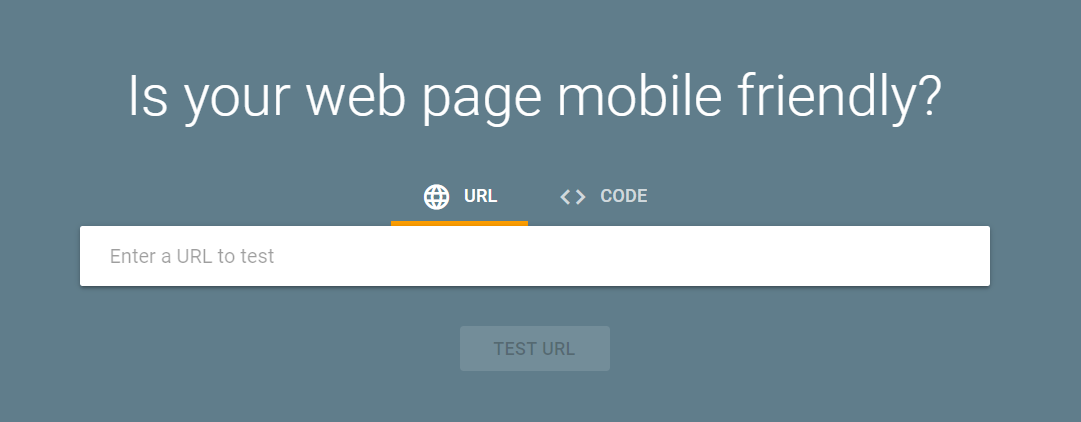 Is your web page mobile friendly?
URL
CODE
Enter a URL to test
TEST URL